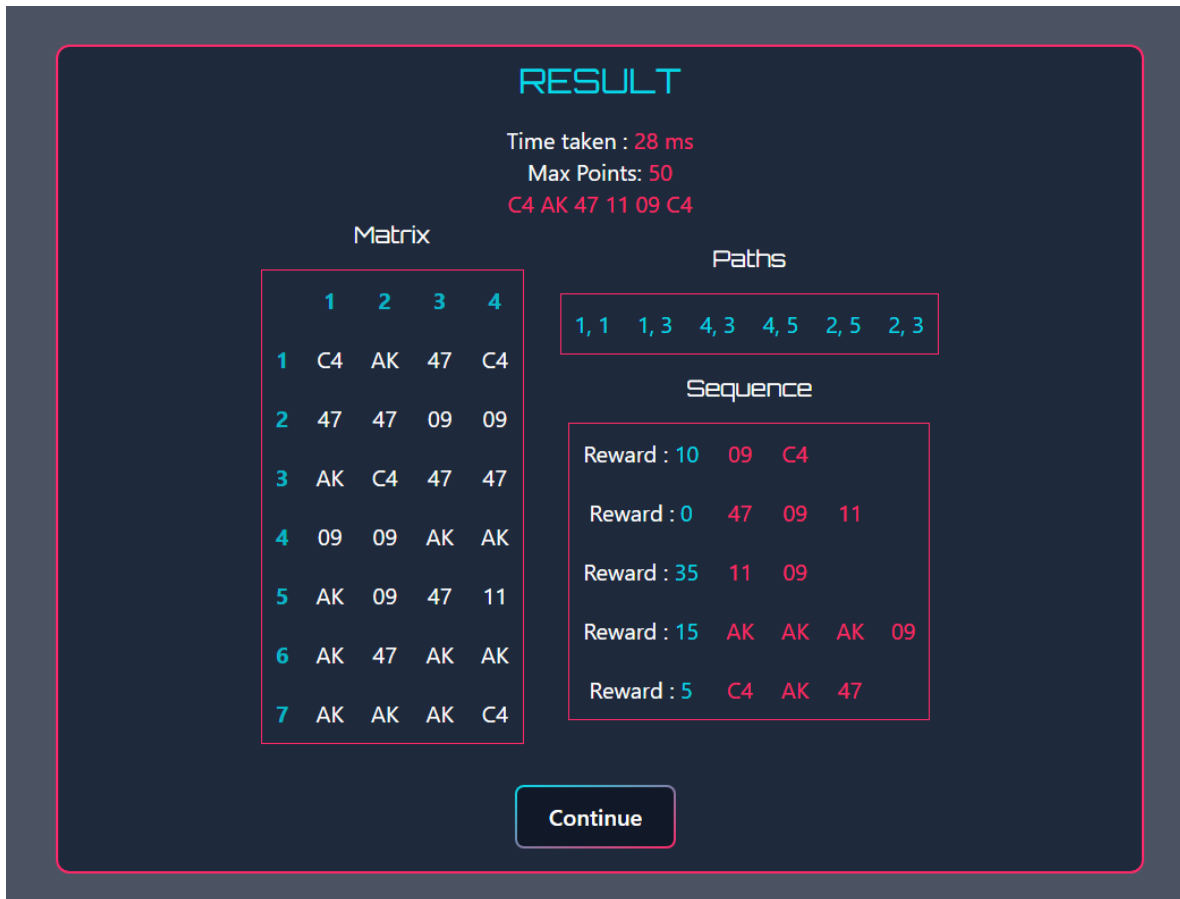 RESULT
Time taken : 28 ms
Max Points: 50
C4 AK 47 11 09 C4
Matrix
1 2 3 4
1 C4 AK 47 C4
2 47 47 09 09
3 AK C4 47 47
4 09 09 AK AK
5 AK 09 47 11
6 AK 47 AK AK
7 AK AK AK C4
Paths
1, 1 1, 3 4, 3 4, 5 2, 5 2, 3
Sequence
Reward : 10 09 C4
Reward : 0 47 09 11
Reward : 35 11 09
Reward : 15 AK AK AK 09
Reward : 5 C4 AK 47
Continue